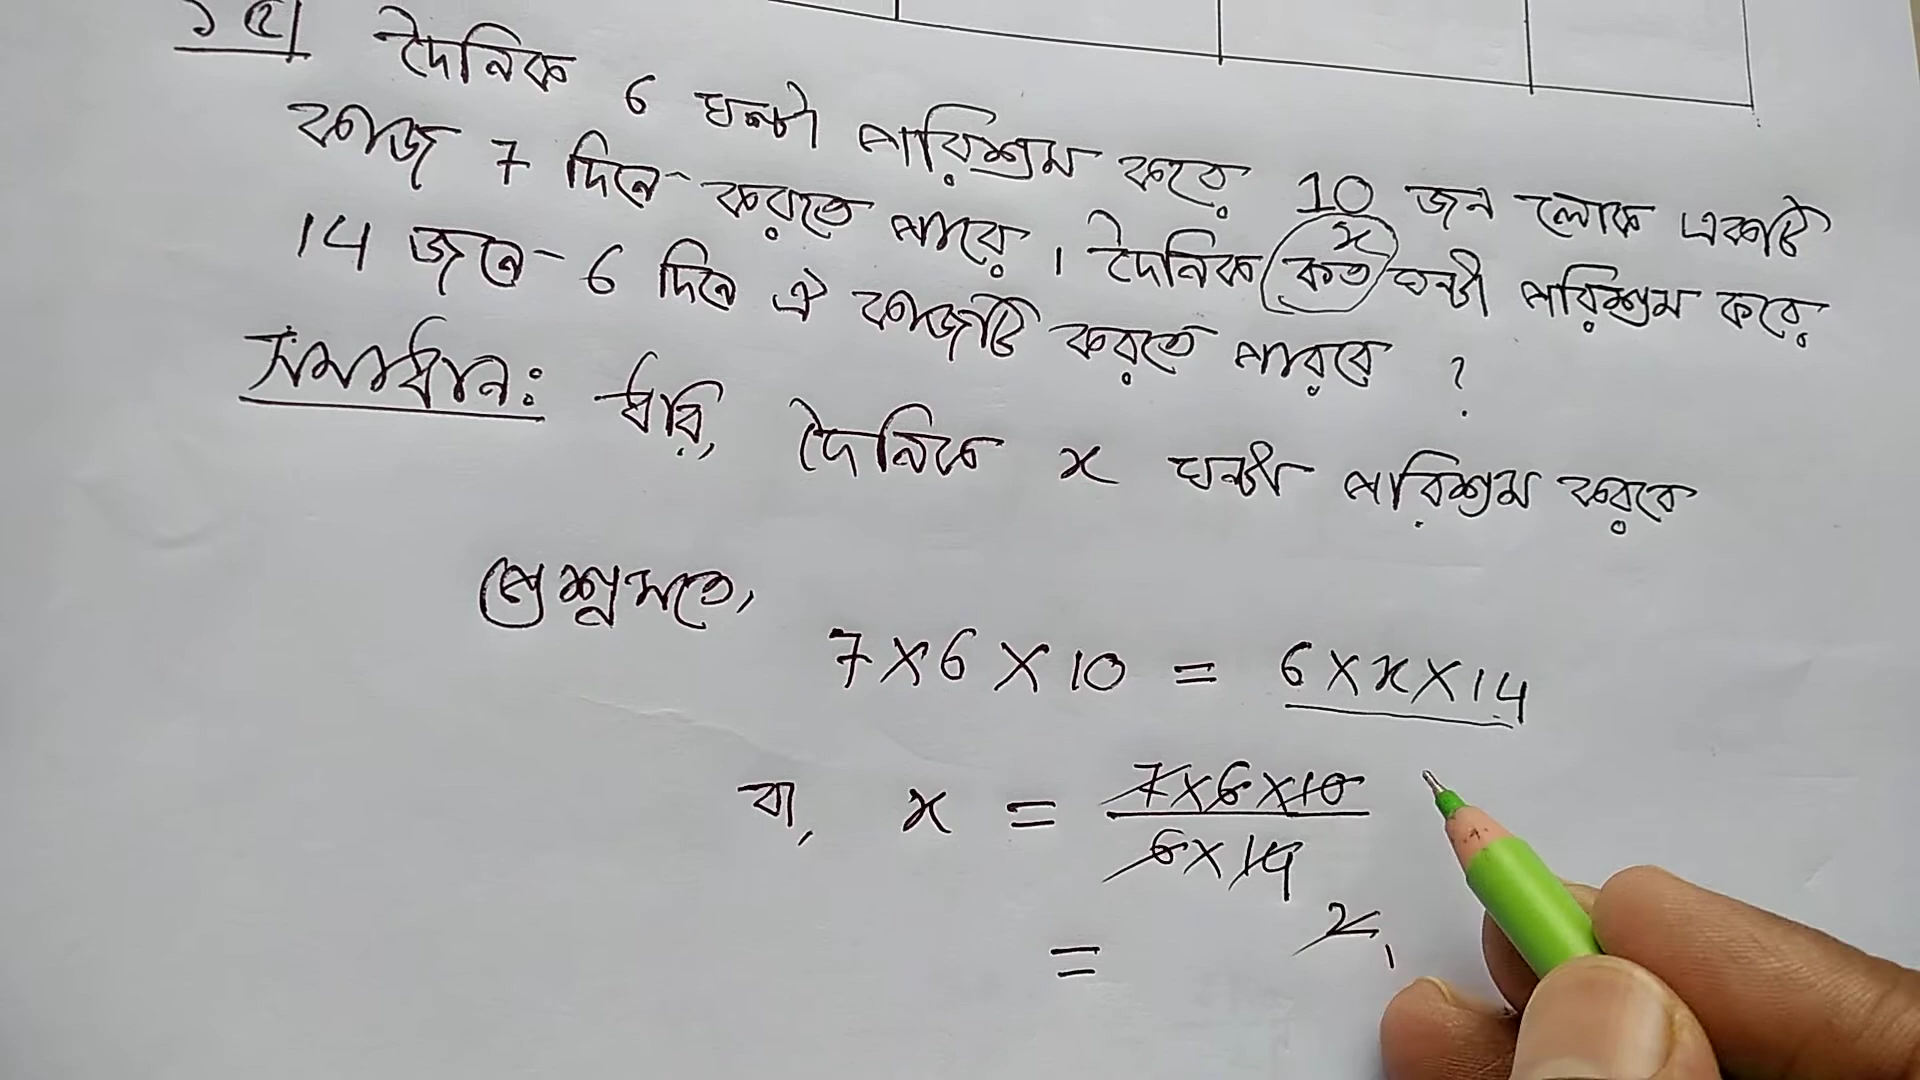 ১৫। দৈনিক 6 ঘন্টা পরিশ্রম করে 10 জন লোক একটি
কাজ 7 দিনে করতে পারে। দৈনিক কত ঘন্টা পরিশ্রম করে
x
14 জনে 6 দিনে ঐ কাজটি করতে পারবে ?
সমাধান: ধরি, দৈনিক x ঘন্টা পরিশ্রম করবে
প্রশ্নমতে,
7×6×10 = 6×x×14
বা, x = 7×6×10
6×14
2
1
=